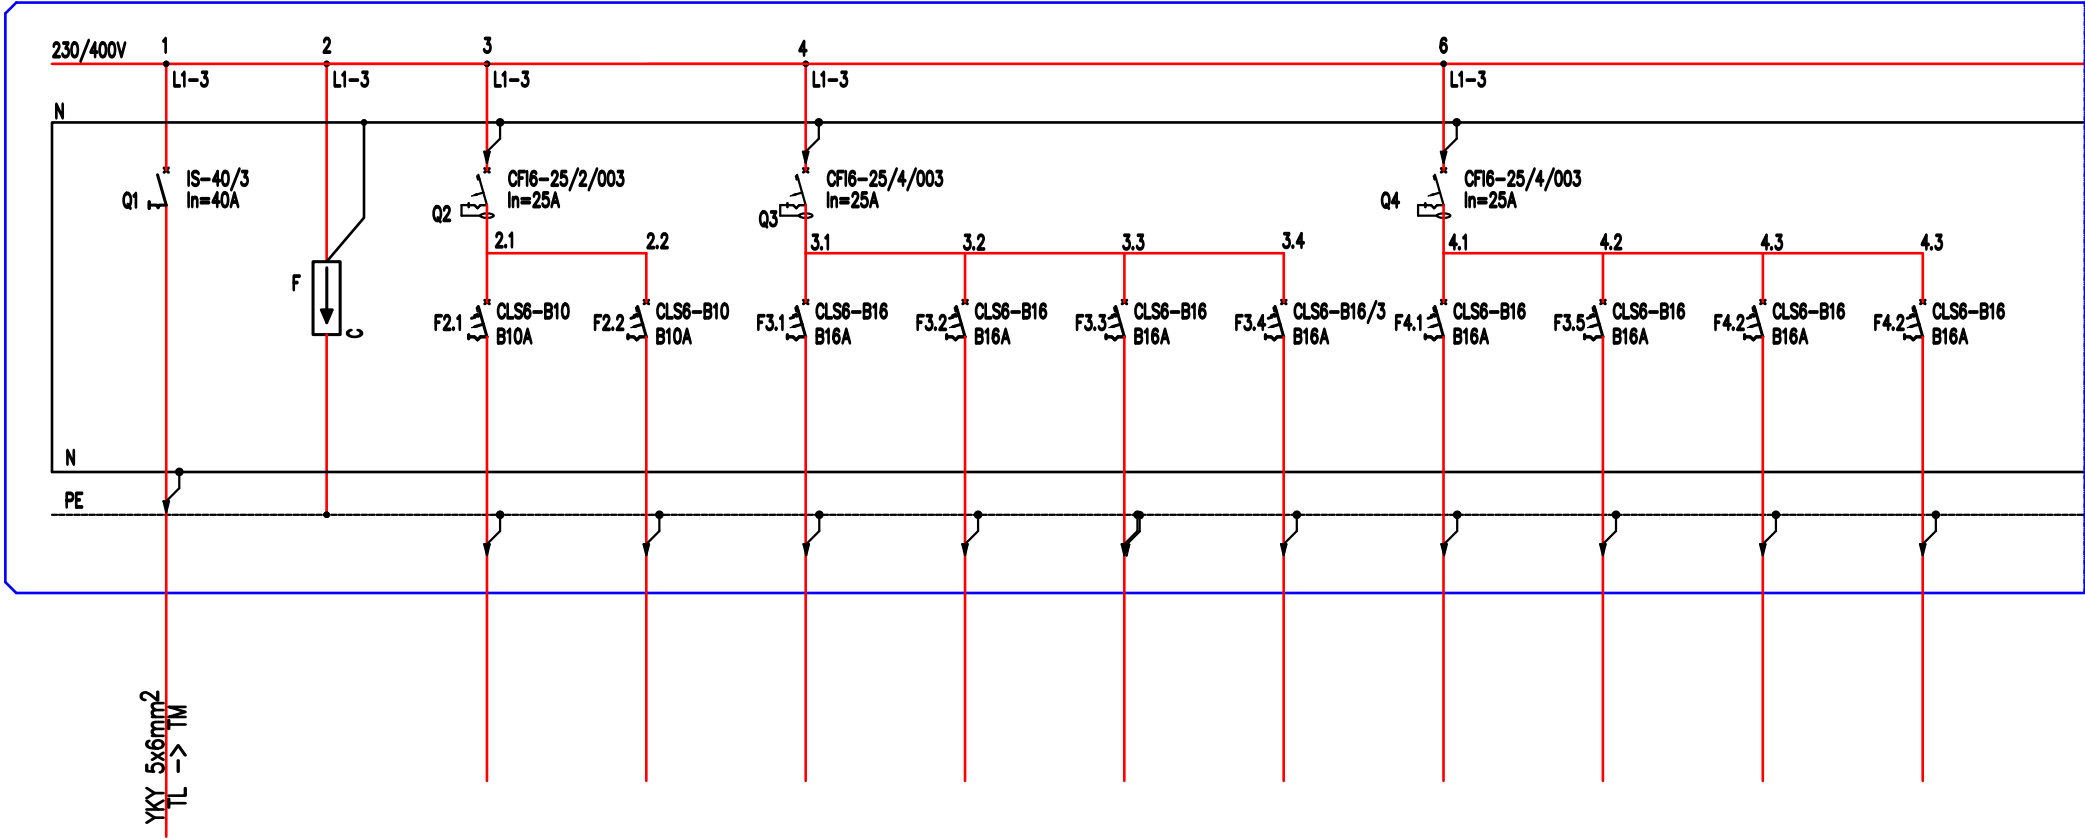 230/400V
1
2
3
4
6
L1-3
L1-3
L1-3
L1-3
L1-3
N
Q1
IS-40/3
In=40A
F
C
Q2
CFI6-25/2/003
In=25A
Q3
CFI6-25/4/003
In=25A
Q4
CFI6-25/4/003
In=25A
2.1
2.2
3.1
3.2
3.3
3.4
4.1
4.2
4.3
4.3
F2.1
CLS6-B10
B10A
F2.2
CLS6-B10
B10A
F3.1
CLS6-B16
B16A
F3.2
CLS6-B16
B16A
F3.3
CLS6-B16
B16A
F3.4
CLS6-B16/3
B16A
F4.1
CLS6-B16
B16A
F3.5
CLS6-B16
B16A
F4.2
CLS6-B16
B16A
F4.2
CLS6-B16
B16A
N
PE
YKY 5x6mm²
TL -> TM